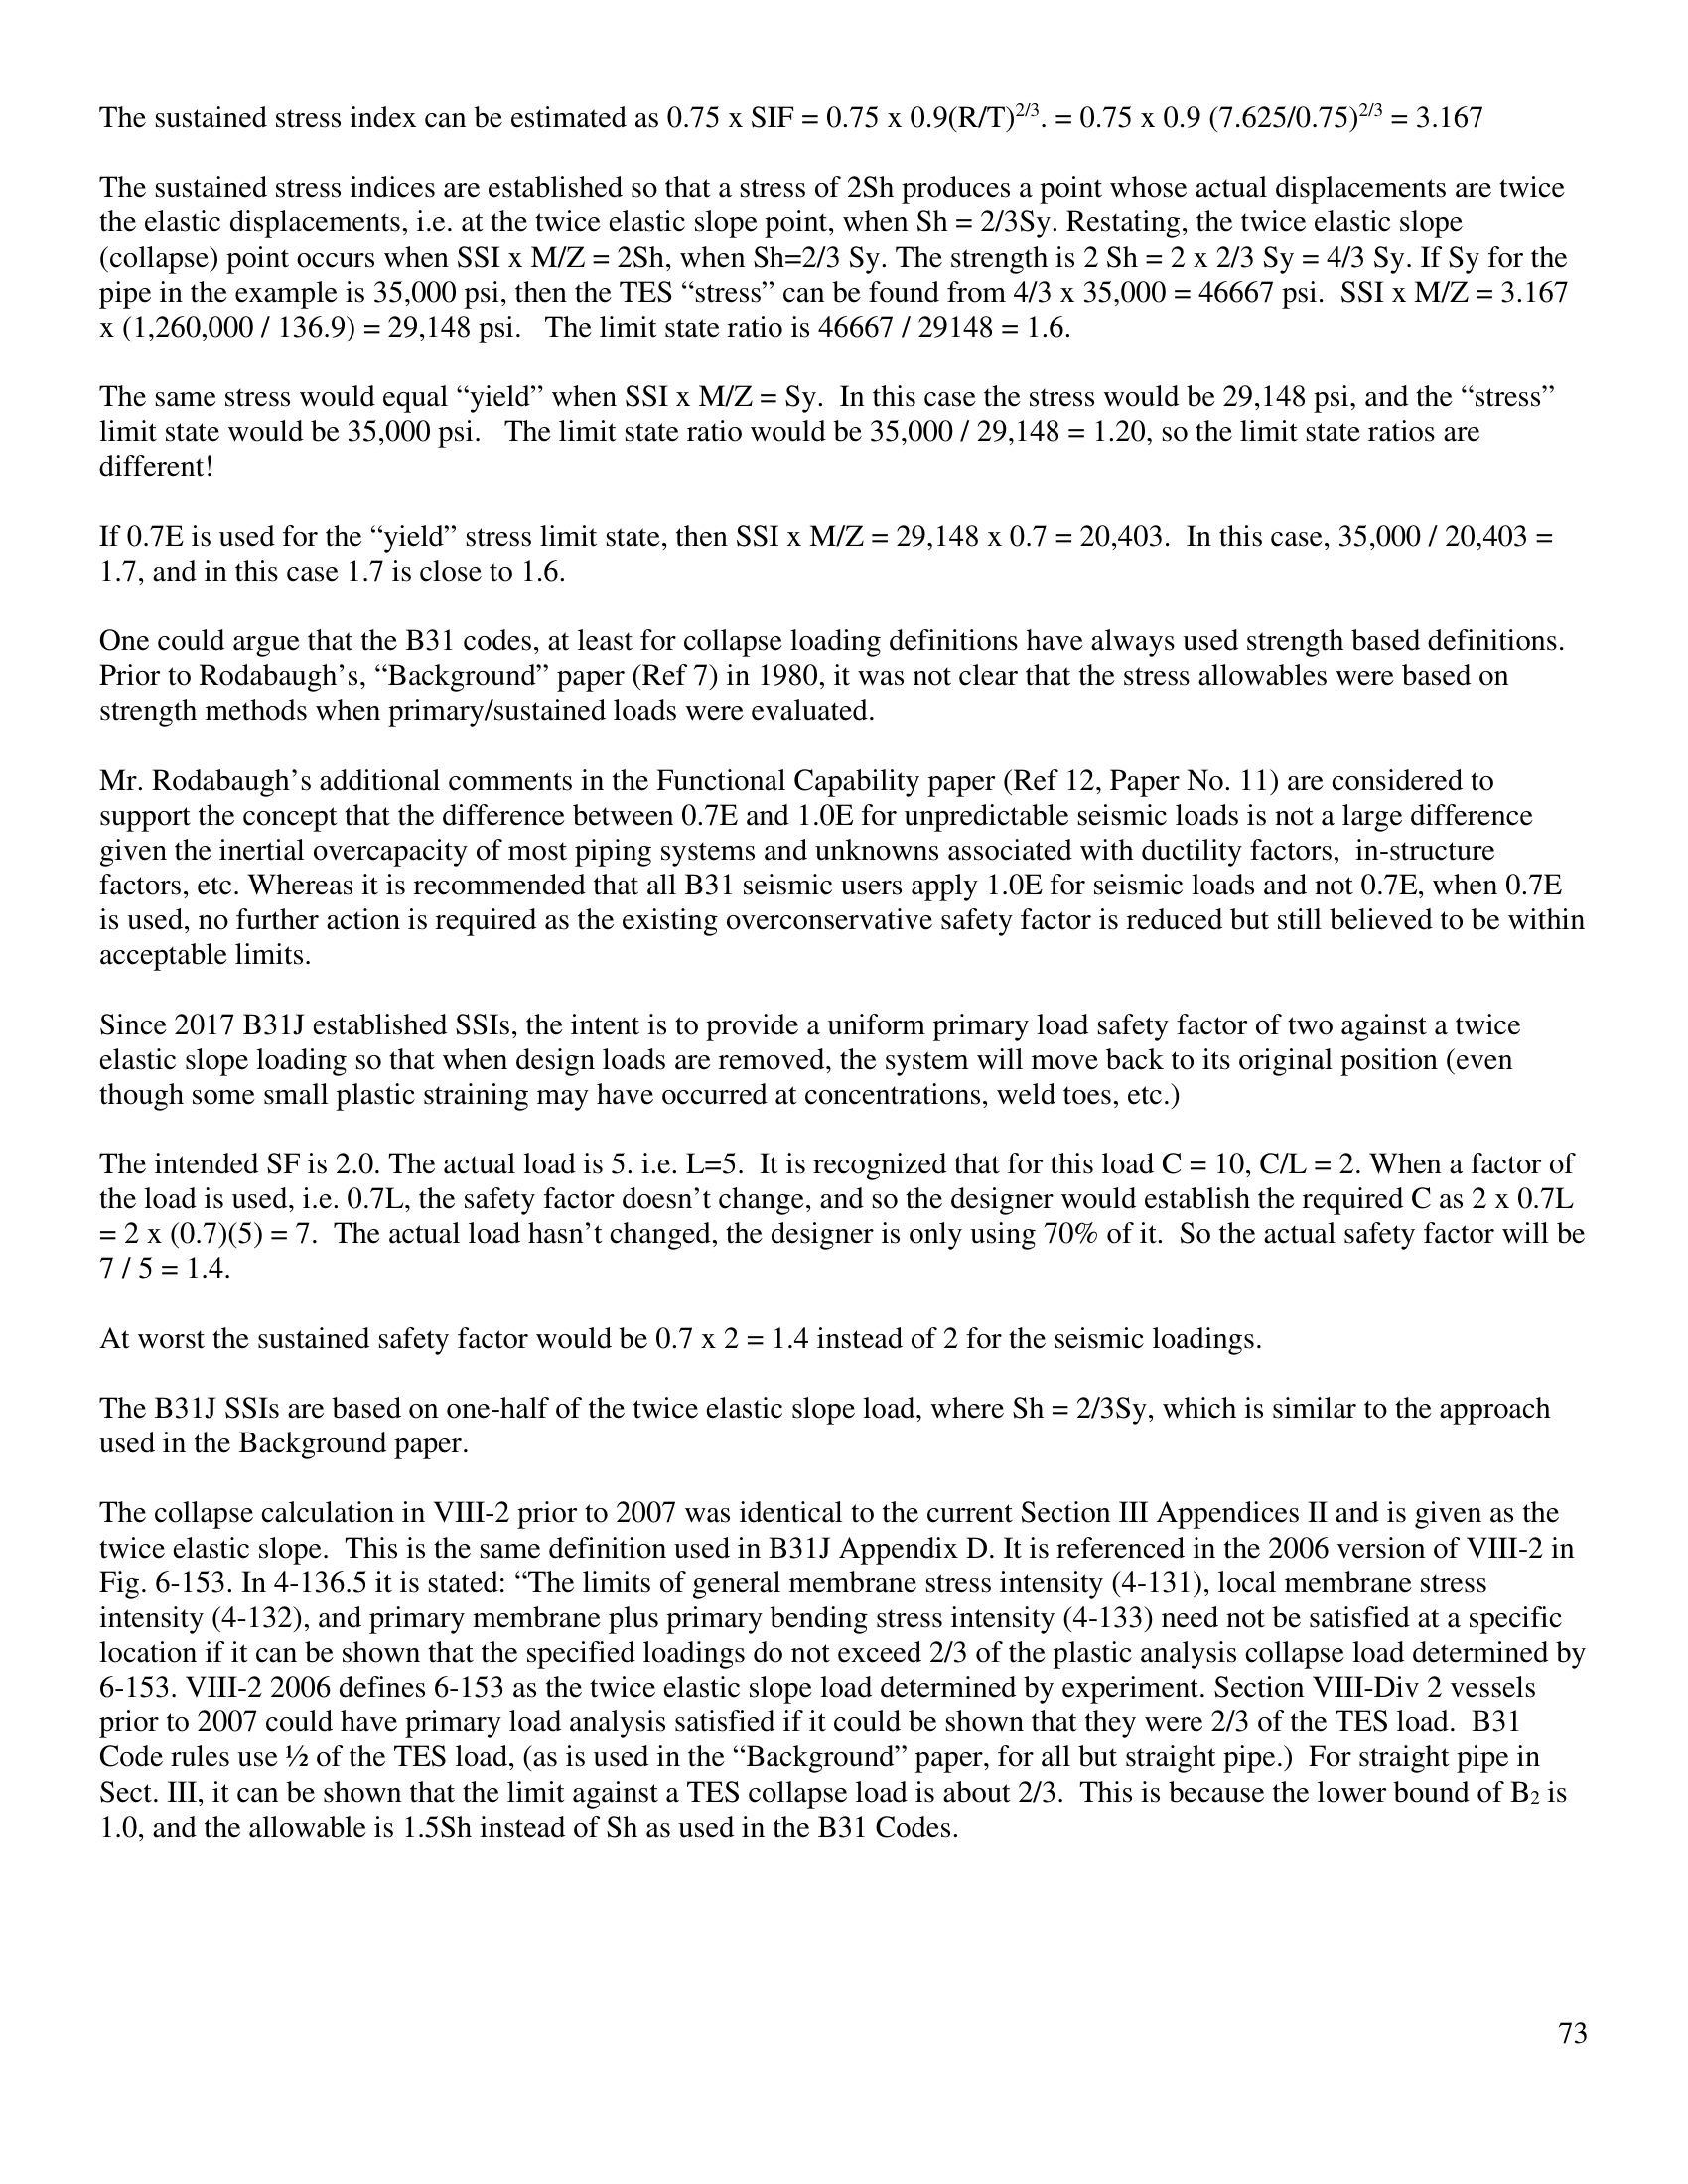 The sustained stress index can be estimated as 0.75 x SIF = 0.75 x 0.9(R/T)2/3. = 0.75 x 0.9 (7.625/0.75)2/3 = 3.167
The sustained stress indices are established so that a stress of 2Sh produces a point whose actual displacements are twice
the elastic displacements, i.e. at the twice elastic slope point, when Sh = 2/3Sy. Restating, the twice elastic slope
(collapse) point occurs when SSI x M/Z = 2Sh, when Sh=2/3 Sy. The strength is 2 Sh = 2 x 2/3 Sy = 4/3 Sy. If Sy for the
pipe in the example is 35,000 psi, then the TES “stress” can be found from 4/3 x 35,000 = 46667 psi.  SSI x M/Z = 3.167
x (1,260,000 / 136.9) = 29,148 psi.   The limit state ratio is 46667 / 29148 = 1.6.
The same stress would equal “yield” when SSI x M/Z = Sy.  In this case the stress would be 29,148 psi, and the “stress”
limit state would be 35,000 psi.   The limit state ratio would be 35,000 / 29,148 = 1.20, so the limit state ratios are
different!
If 0.7E is used for the “yield” stress limit state, then SSI x M/Z = 29,148 x 0.7 = 20,403.  In this case, 35,000 / 20,403 =
1.7, and in this case 1.7 is close to 1.6.
One could argue that the B31 codes, at least for collapse loading definitions have always used strength based definitions.
Prior to Rodabaugh’s, “Background” paper (Ref 7) in 1980, it was not clear that the stress allowables were based on
strength methods when primary/sustained loads were evaluated.
Mr. Rodabaugh’s additional comments in the Functional Capability paper (Ref 12, Paper No. 11) are considered to
support the concept that the difference between 0.7E and 1.0E for unpredictable seismic loads is not a large difference
given the inertial overcapacity of most piping systems and unknowns associated with ductility factors,  in-structure
factors, etc. Whereas it is recommended that all B31 seismic users apply 1.0E for seismic loads and not 0.7E, when 0.7E
is used, no further action is required as the existing overconservative safety factor is reduced but still believed to be within
acceptable limits.
Since 2017 B31J established SSIs, the intent is to provide a uniform primary load safety factor of two against a twice
elastic slope loading so that when design loads are removed, the system will move back to its original position (even
though some small plastic straining may have occurred at concentrations, weld toes, etc.)
The intended SF is 2.0. The actual load is 5. i.e. L=5.  It is recognized that for this load C = 10, C/L = 2. When a factor of
the load is used, i.e. 0.7L, the safety factor doesn’t change, and so the designer would establish the required C as 2 x 0.7L
= 2 x (0.7)(5) = 7.  The actual load hasn’t changed, the designer is only using 70% of it.  So the actual safety factor will be
7 / 5 = 1.4.
At worst the sustained safety factor would be 0.7 x 2 = 1.4 instead of 2 for the seismic loadings.
The B31J SSIs are based on one-half of the twice elastic slope load, where Sh = 2/3Sy, which is similar to the approach
used in the Background paper.
The collapse calculation in VIII-2 prior to 2007 was identical to the current Section III Appendices II and is given as the
twice elastic slope.  This is the same definition used in B31J Appendix D. It is referenced in the 2006 version of VIII-2 in
Fig. 6-153. In 4-136.5 it is stated: “The limits of general membrane stress intensity (4-131), local membrane stress
intensity (4-132), and primary membrane plus primary bending stress intensity (4-133) need not be satisfied at a specific
location if it can be shown that the specified loadings do not exceed 2/3 of the plastic analysis collapse load determined by
6-153. VIII-2 2006 defines 6-153 as the twice elastic slope load determined by experiment. Section VIII-Div 2 vessels
prior to 2007 could have primary load analysis satisfied if it could be shown that they were 2/3 of the TES load.  B31
Code rules use ½ of the TES load, (as is used in the “Background” paper, for all but straight pipe.)  For straight pipe in
Sect. III, it can be shown that the limit against a TES collapse load is about 2/3.  This is because the lower bound of B2 is
1.0, and the allowable is 1.5Sh instead of Sh as used in the B31 Codes.
73